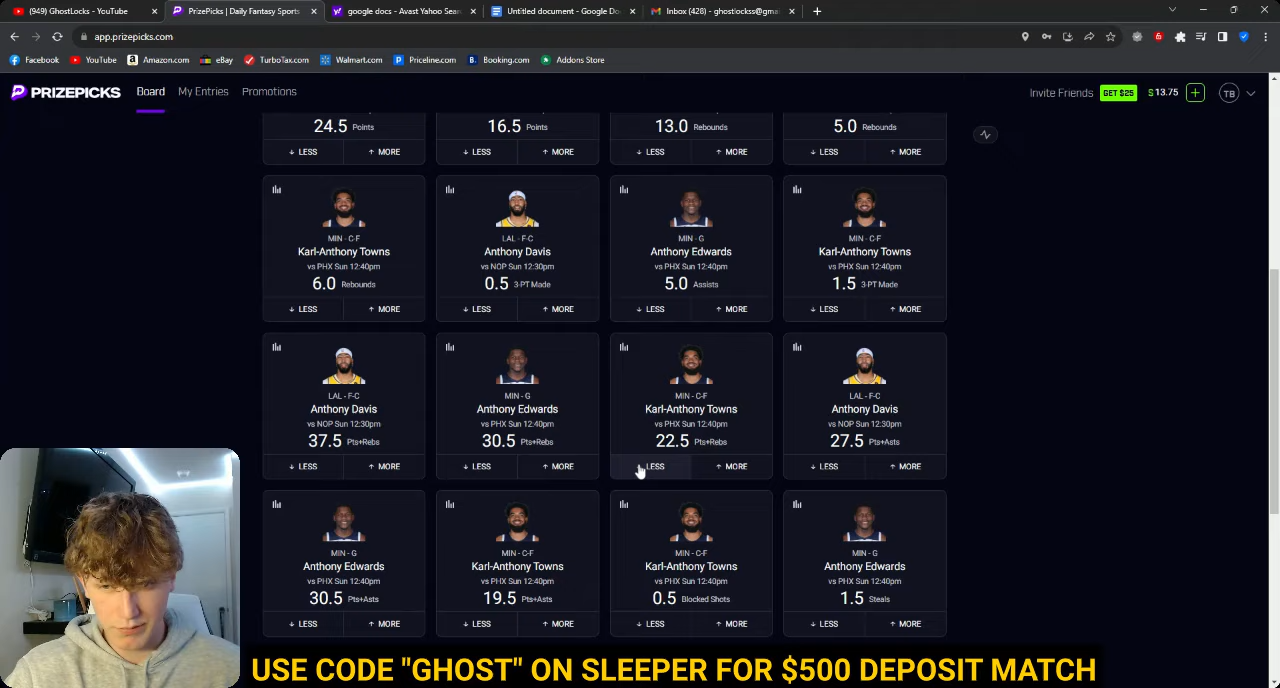 (949) GhostLocks - YouTube
PrizePicks | Daily Fantasy Sports
google docs - Avast Yahoo Sear
Untitled document - Google Do
Inbox (428) - ghostlockss@gma
app.prizepicks.com
Facebook YouTube Amazon.com eBay TurboTax.com Walmart.com Priceline.com Booking.com Addons Store
PRIZEPICKS Board My Entries Promotions Invite Friends GET $25 $ 13.75 + TB
24.5 Points 16.5 Points 13.0 Rebounds 5.0 Rebounds
↓ LESS ↑ MORE ↓ LESS ↑ MORE ↓ LESS ↑ MORE ↓ LESS ↑ MORE
MIN - C-F LAL - F-C MIN - G MIN - C-F
Karl-Anthony Towns Anthony Davis Anthony Edwards Karl-Anthony Towns
vs PHX Sun 12:40pm vs NOP Sun 12:30pm vs PHX Sun 12:40pm vs PHX Sun 12:40pm
6.0 Rebounds 0.5 3-PT Made 5.0 Assists 1.5 3-PT Made
↓ LESS ↑ MORE ↓ LESS ↑ MORE ↓ LESS ↑ MORE ↓ LESS ↑ MORE
LAL - F-C MIN - G MIN - C-F LAL - F-C
Anthony Davis Anthony Edwards Karl-Anthony Towns Anthony Davis
vs NOP Sun 12:30pm vs PHX Sun 12:40pm vs PHX Sun 12:40pm vs NOP Sun 12:30pm
37.5 Pts+Rebs 30.5 Pts+Rebs 22.5 Pts+Rebs 27.5 Pts+Asts
↓ LESS ↑ MORE ↓ LESS ↑ MORE LESS ↑ MORE ↓ LESS ↑ MORE
MIN - G MIN - C-F MIN - C-F MIN - G
Anthony Edwards Karl-Anthony Towns Karl-Anthony Towns Anthony Edwards
vs PHX Sun 12:40pm vs PHX Sun 12:40pm vs PHX Sun 12:40pm vs PHX Sun 12:40pm
30.5 Pts+Asts 19.5 Pts+Asts 0.5 Blocked Shots 1.5 Steals
↓ LESS ↑ MORE ↓ LESS ↑ MORE ↓ LESS ↑ MORE ↓ LESS ↑ MORE
USE CODE "GHOST" ON SLEEPER FOR $500 DEPOSIT MATCH